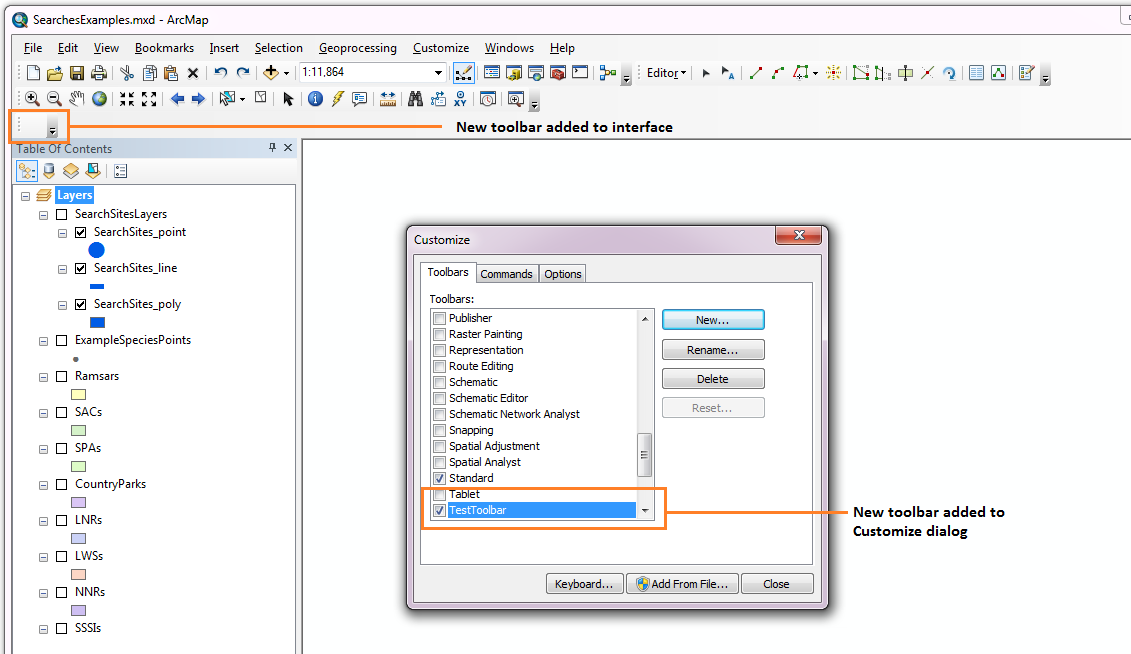 SearchesExamples.mxd - ArcMap
File Edit View Bookmarks Insert Selection Geoprocessing Customize Windows Help
1:11,864 Editor
XY
New toolbar added to interface
Table Of Contents
Layers
SearchSitesLayers
SearchSites_point
SearchSites_line
SearchSites_poly
ExampleSpeciesPoints
Ramsars
SACs
SPAs
CountryParks
LNRs
LWSs
NNRs
SSSIs
Customize
Toolbars Commands Options
Toolbars:
Publisher
Raster Painting
Representation
Route Editing
Schematic
Schematic Editor
Schematic Network Analyst
Snapping
Spatial Adjustment
Spatial Analyst
Standard
Tablet
TestToolbar
New...
Rename...
Delete
Reset...
New toolbar added to
Customize dialog
Keyboard... Add From File... Close